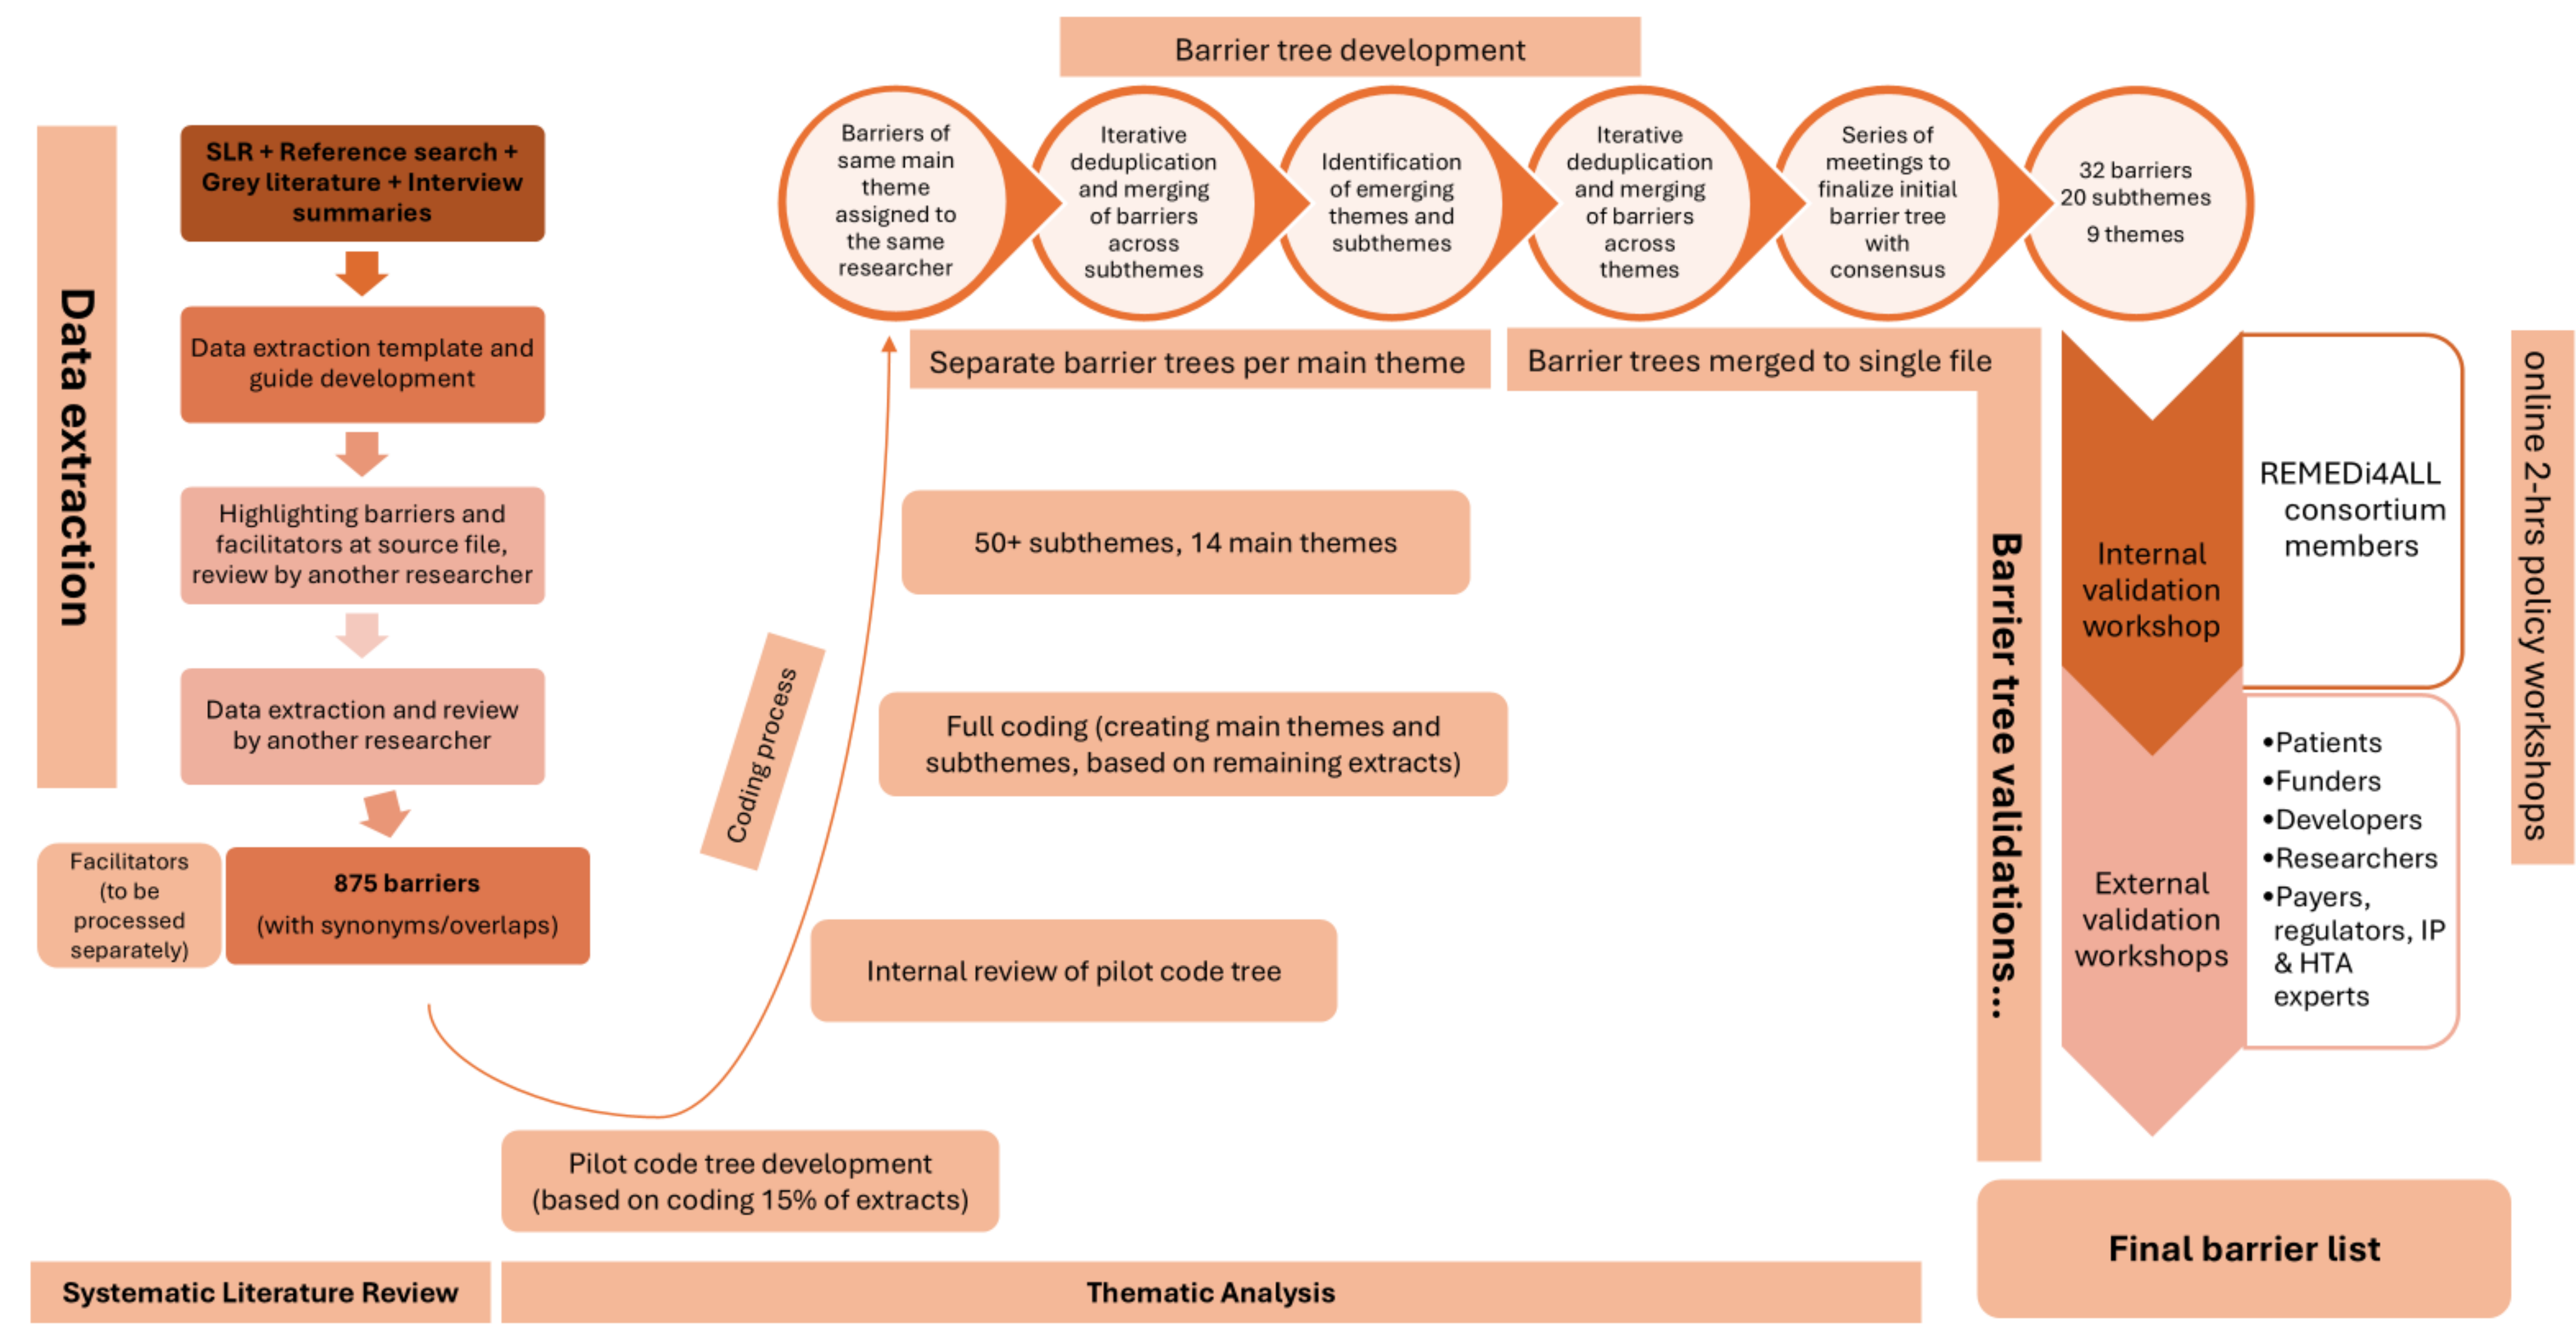 Barrier tree development
Data extraction
SLR + Reference search +
Grey literature + Interview
summaries
Data extraction template and
guide development
Highlighting barriers and
facilitators at source file,
review by another researcher
Data extraction and review
by another researcher
Facilitators
(to be
processed
separately)
875 barriers
(with synonyms/overlaps)
Coding process
Pilot code tree development
(based on coding 15% of extracts)
Internal review of pilot code tree
Full coding (creating main themes and
subthemes, based on remaining extracts)
50+ subthemes, 14 main themes
Barriers of
same main
theme
assigned to
the same
researcher
Iterative
deduplication
and merging
of barriers
across
subthemes
Identification
of emerging
themes and
subthemes
Iterative
deduplication
and merging
of barriers
across
themes
Series of
meetings to
finalize initial
barrier tree
with
consensus
32 barriers
20 subthemes
9 themes
Separate barrier trees per main theme
Barrier trees merged to single file
Barrier tree validations...
Internal
validation
workshop
REMEDi4ALL
consortium
members
External
validation
workshops
•Patients
•Funders
•Developers
•Researchers
•Payers,
regulators, IP
& HTA
experts
online 2-hrs policy workshops
Final barrier list
Systematic Literature Review
Thematic Analysis